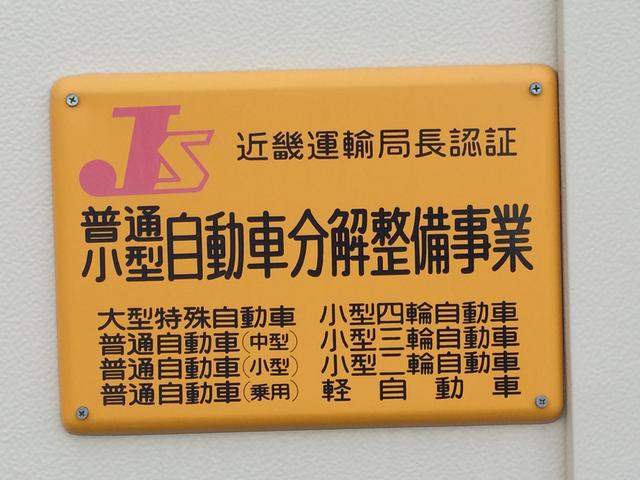 JS 近畿運輸局長認証
普通
小型 自動車分解整備事業
大型特殊自動車 小型四輪自動車
普通自動車(中型) 小型三輪自動車
普通自動車(小型) 小型二輪自動車
普通自動車(乗用) 軽自動車